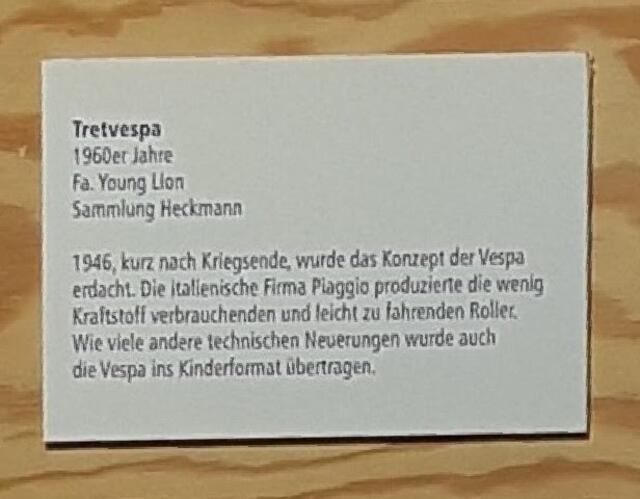 Tretvespa
1960er Jahre
Fa. Young Lion
Sammlung Heckmann
1946, kurz nach Kriegsende, wurde das Konzept der Vespa
erdacht. Die italienische Firma Piaggio produzierte die wenig
Kraftstoff verbrauchenden und leicht zu fahrenden Roller.
Wie viele andere technischen Neuerungen wurde auch
die Vespa ins Kinderformat übertragen.